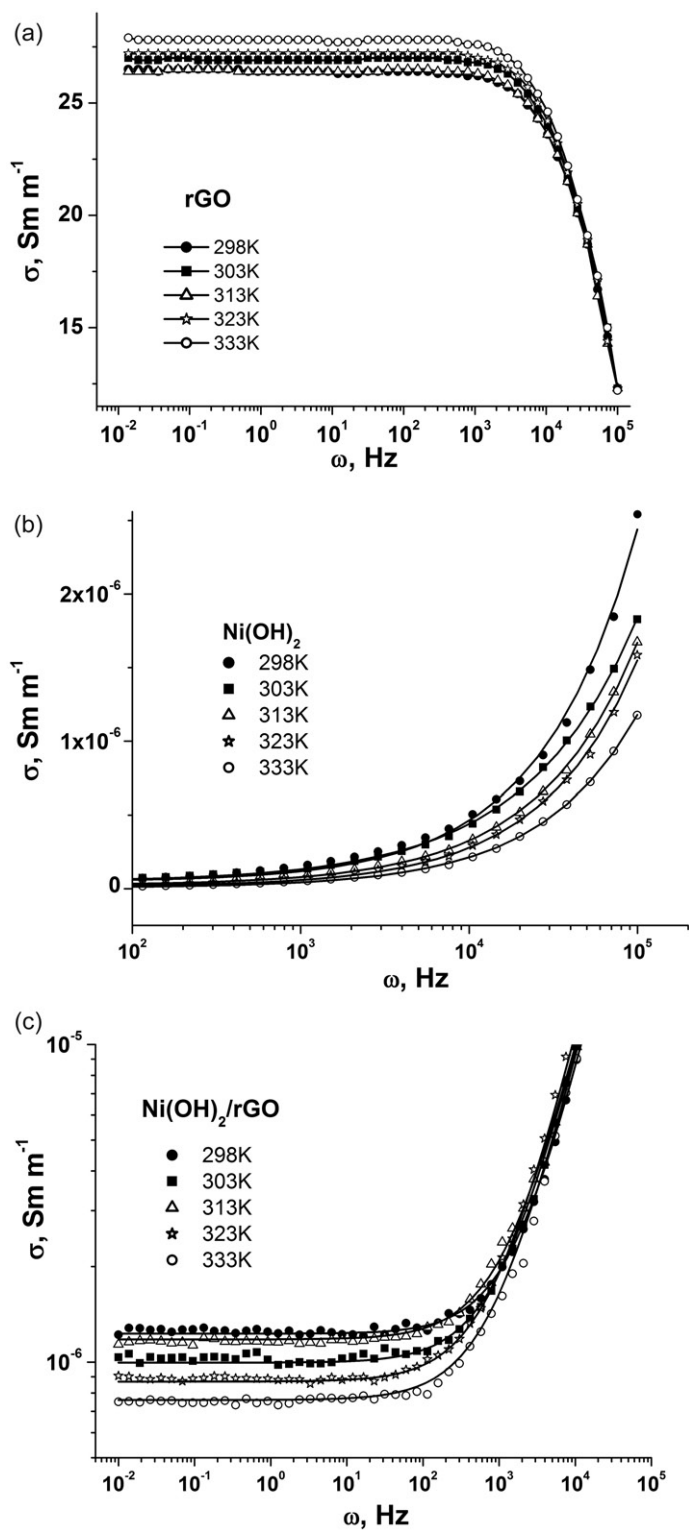 (a)
25
20
15
σ, Sm m⁻¹
rGO
298K
303K
313K
323K
333K
10⁻² 10⁻¹ 10⁰ 10¹ 10² 10³ 10⁴ 10⁵
ω, Hz
(b)
2x10⁻⁶
1x10⁻⁶
0
σ, Sm m⁻¹
Ni(OH)₂
298K
303K
313K
323K
333K
10² 10³ 10⁴ 10⁵
ω, Hz
(c)
10⁻⁵
10⁻⁶
σ, Sm m⁻¹
Ni(OH)₂/rGO
298K
303K
313K
323K
333K
10⁻² 10⁻¹ 10⁰ 10¹ 10² 10³ 10⁴ 10⁵
ω, Hz